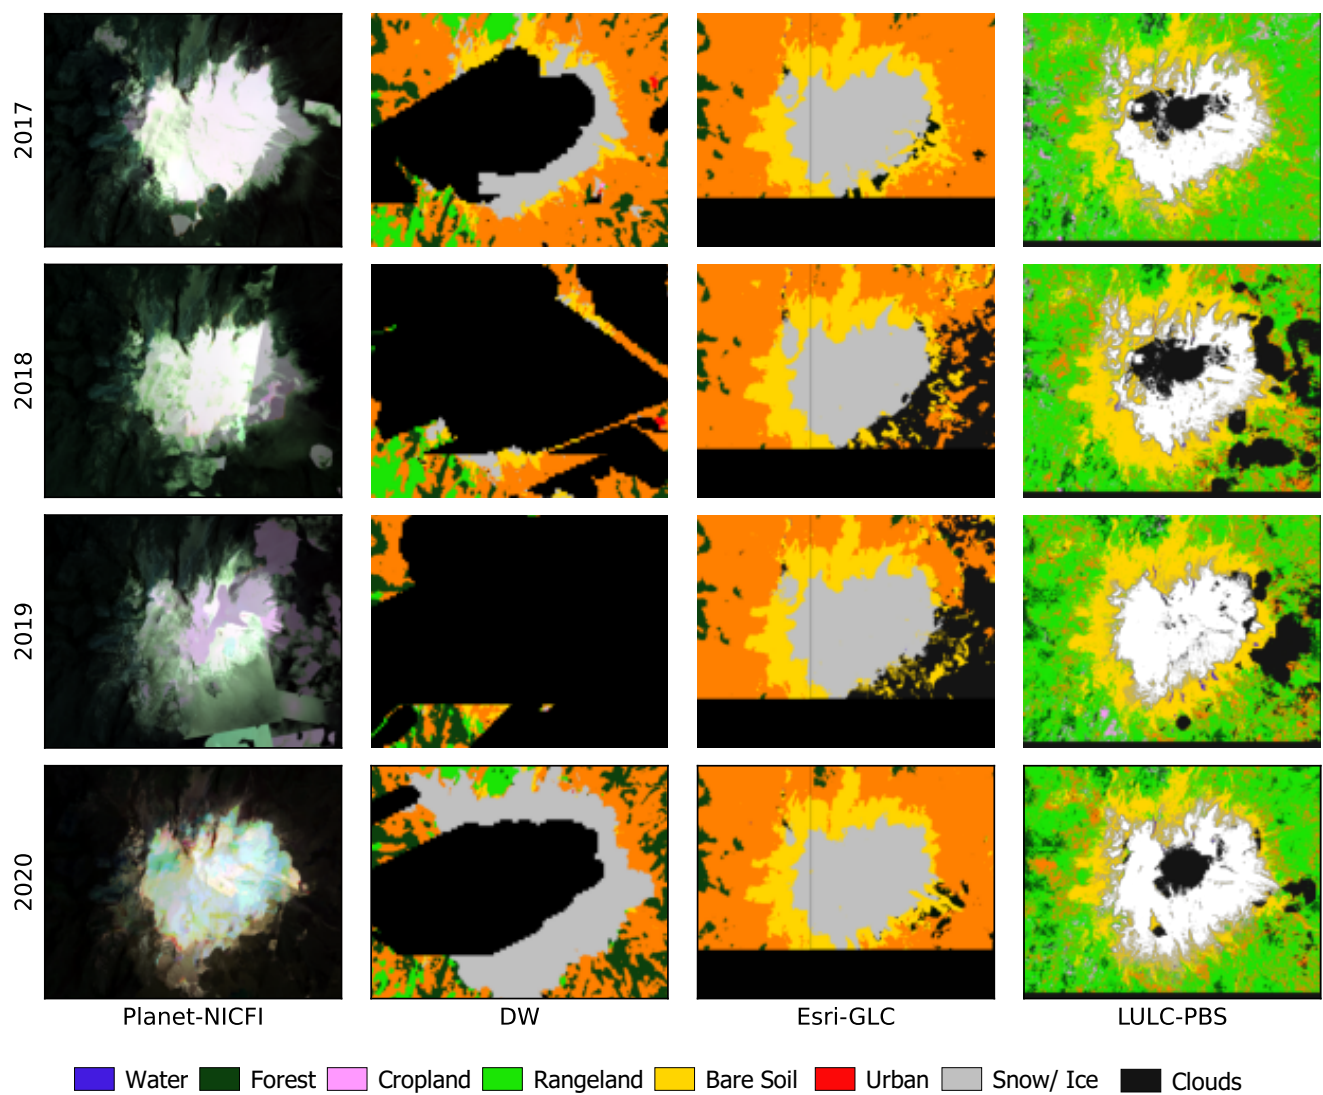 2017
2018
2019
2020
Planet-NICFI DW Esri-GLC LULC-PBS
Water Forest Cropland Rangeland Bare Soil Urban Snow/ Ice Clouds